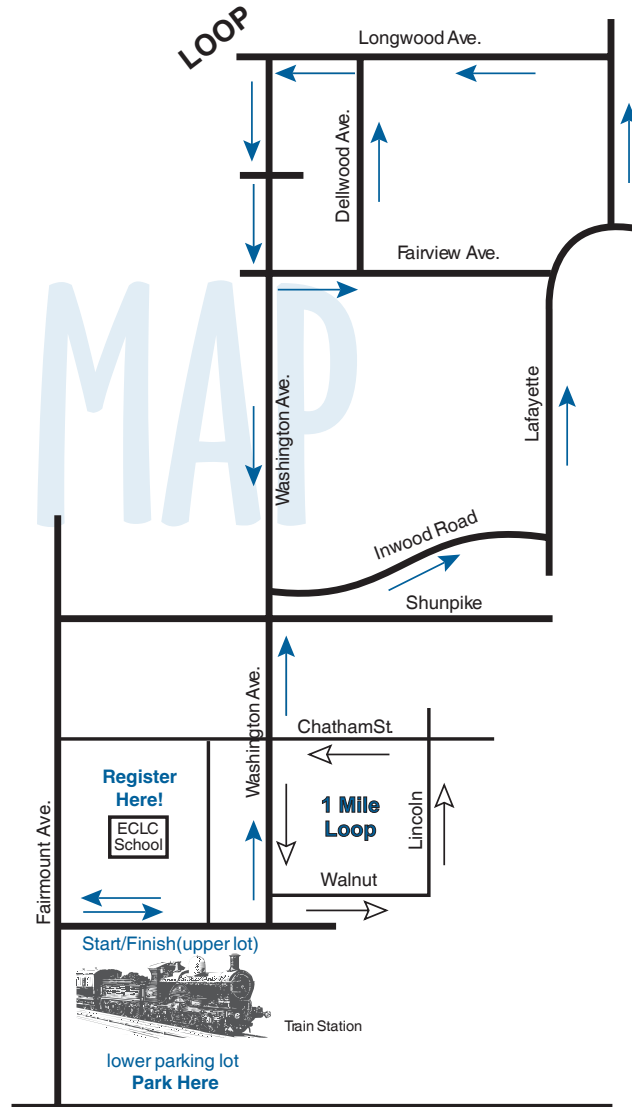 LOOP
Longwood Ave.
Dellwood Ave.
Fairview Ave.
MAP
Washington Ave.
Lafayette
Inwood Road
Shunpike
Washington Ave.
ChathamSt.
Register
Here!
ECLC
School
1 Mile
Loop
Lincoln
Fairmount Ave.
Walnut
Start/Finish(upper lot)
Train Station
lower parking lot
Park Here